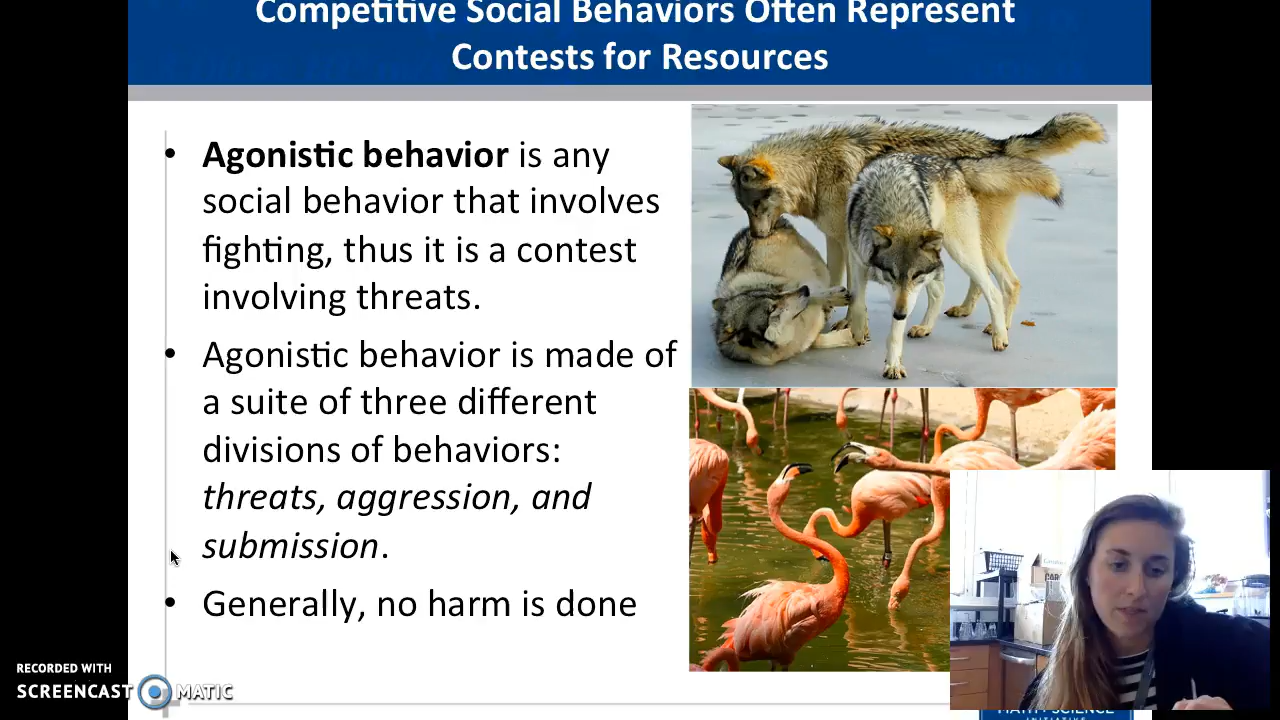 Competitive Social Behaviors Often Represent
Contests for Resources
• Agonistic behavior is any
social behavior that involves
fighting, thus it is a contest
involving threats.
• Agonistic behavior is made of
a suite of three different
divisions of behaviors:
threats, aggression, and
submission.
• Generally, no harm is done
RECORDED WITH
SCREENCAST MATIC
INITIATIVE